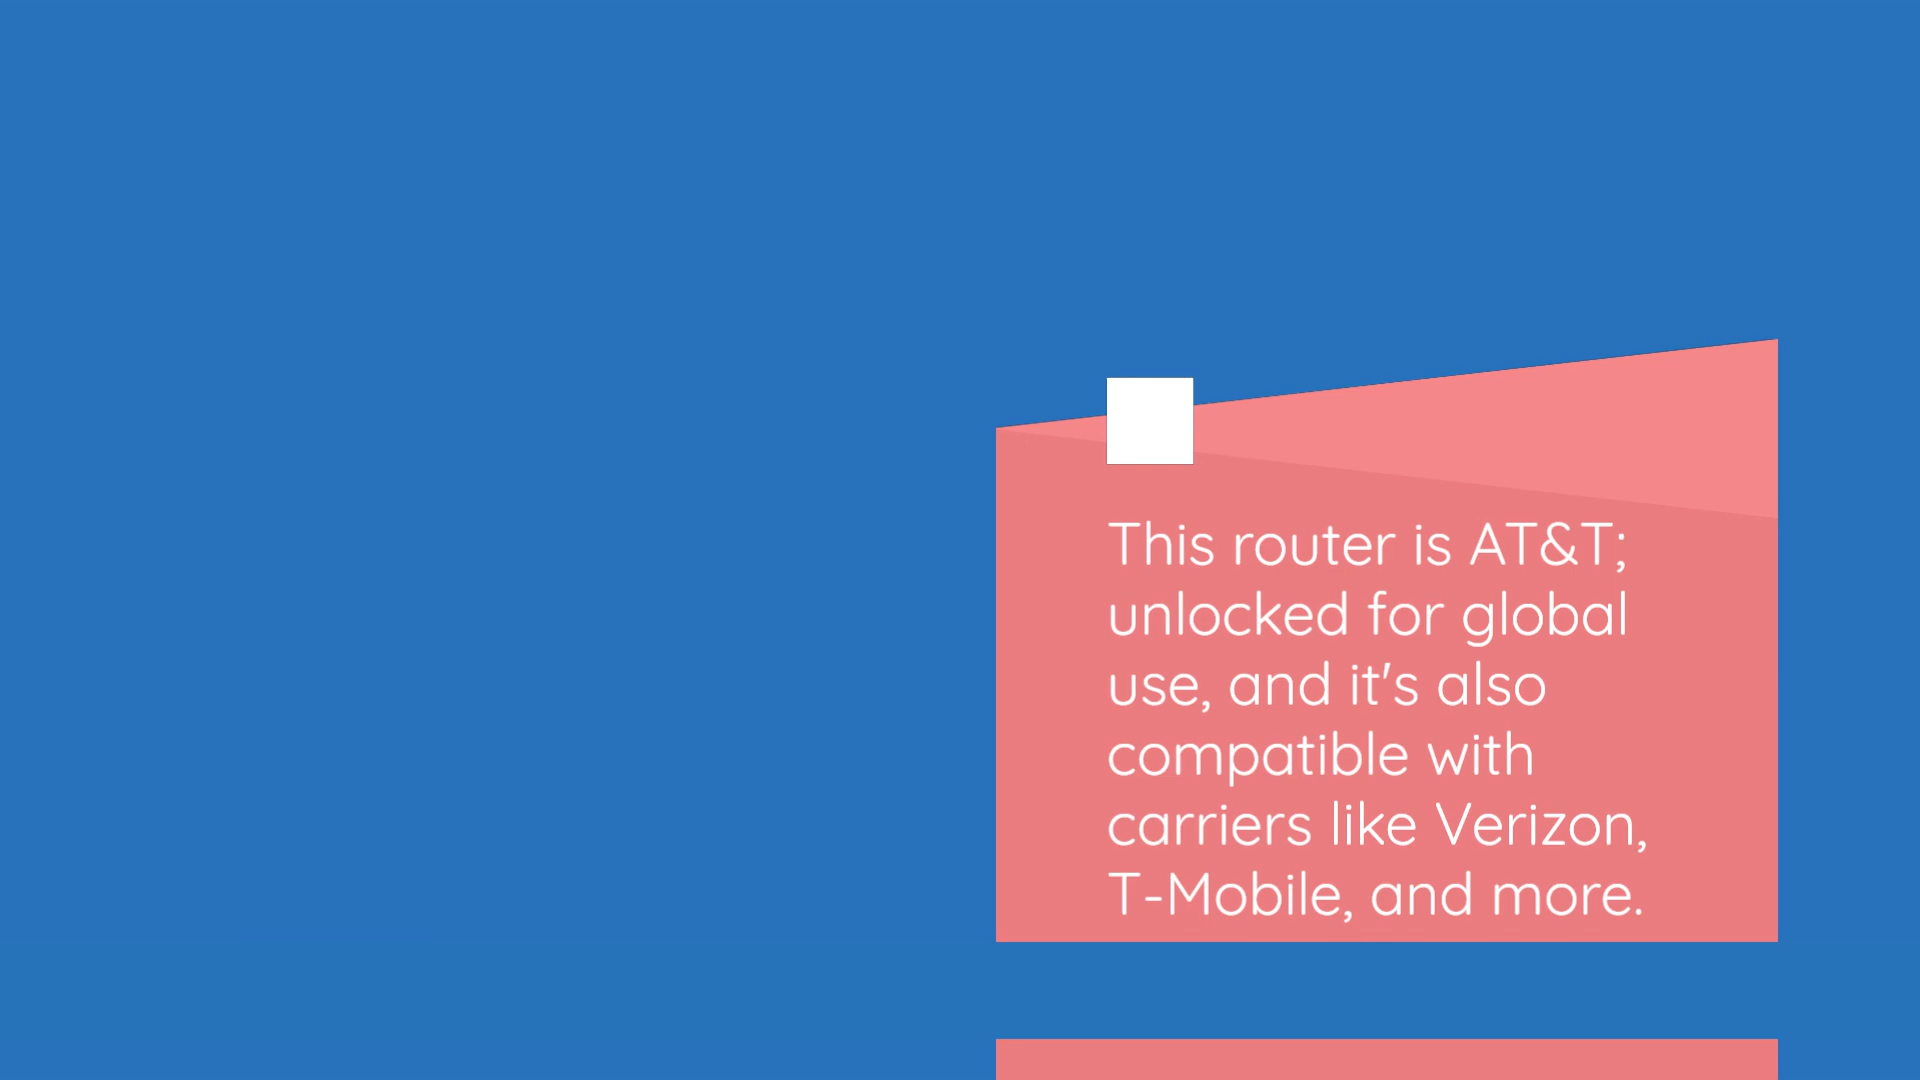 This router is AT&T;
unlocked for global
use, and it's also
compatible with
carriers like Verizon,
T-Mobile, and more.